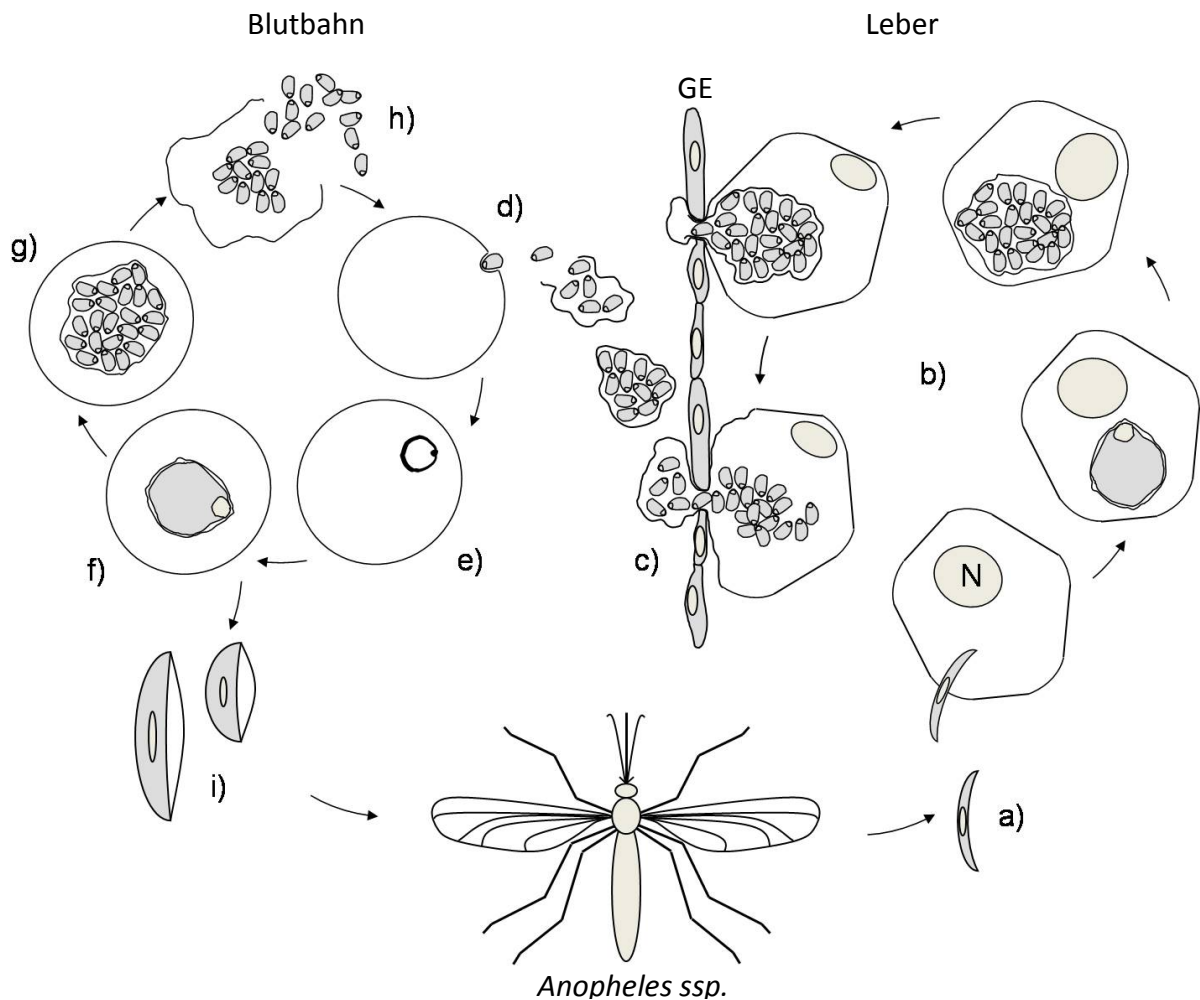 Blutbahn
Leber
GE
h)
d)
g)
b)
c)
f)
e)
N
i)
a)
Anopheles ssp.